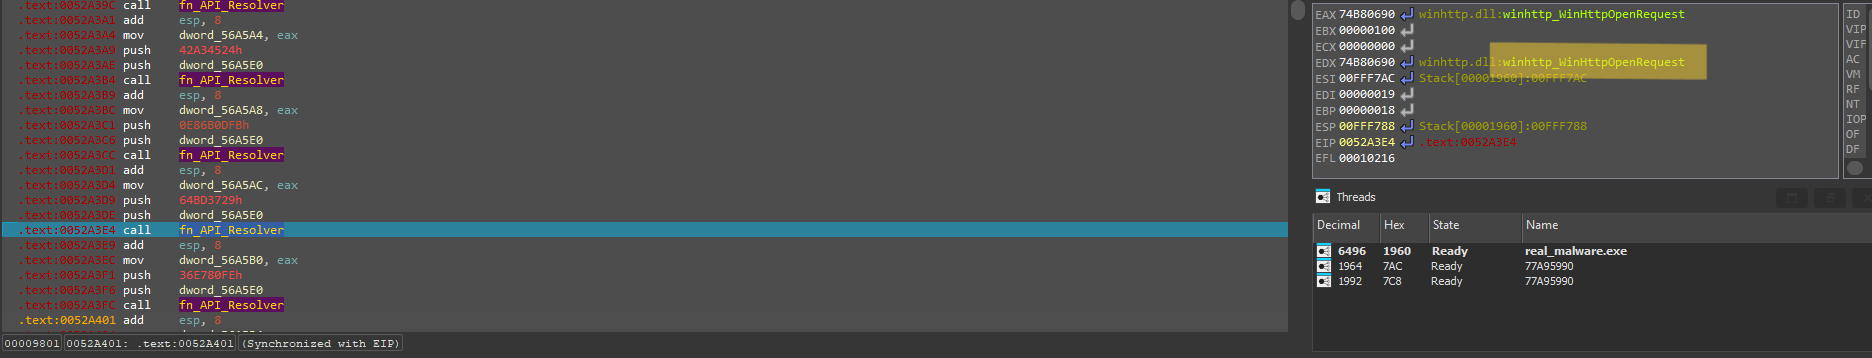 .text:0052A39C call fn_API_Resolver
.text:0052A3A1 add esp, 8
.text:0052A3A4 mov dword_56A5A4, eax
.text:0052A3A9 push 42A34524h
.text:0052A3AE push dword_56A5E0
.text:0052A3B4 call fn_API_Resolver
.text:0052A3B9 add esp, 8
.text:0052A3BC mov dword_56A5A8, eax
.text:0052A3C1 push 0E86B0DFBh
.text:0052A3C6 push dword_56A5E0
.text:0052A3CC call fn_API_Resolver
.text:0052A3D1 add esp, 8
.text:0052A3D4 mov dword_56A5AC, eax
.text:0052A3D9 push 64BD3729h
.text:0052A3DE push dword_56A5E0
.text:0052A3E4 call fn_API_Resolver
.text:0052A3E9 add esp, 8
.text:0052A3EC mov dword_56A5B0, eax
.text:0052A3F1 push 36E780FEh
.text:0052A3F6 push dword_56A5E0
.text:0052A3FC call fn_API_Resolver
.text:0052A401 add esp, 8
00009801 0052A401: .text:0052A401 (Synchronized with EIP)
EAX 74B80690 winhttp.dll:winhttp_WinHttpOpenRequest
EBX 00000100
ECX 00000000
EDX 74B80690 winhttp.dll:winhttp_WinHttpOpenRequest
ESI 00FFF7AC Stack[00001960]:00FFF7AC
EDI 00000019
EBP 00000018
ESP 00FFF788 Stack[00001960]:00FFF788
EIP 0052A3E4 .text:0052A3E4
EFL 00010216
ID
VIP
VIF
AC
VM
RF
NT
IOP
OF
DF
Threads
Decimal Hex State Name
6496 1960 Ready real_malware.exe
1964 7AC Ready 77A95990
1992 7C8 Ready 77A95990